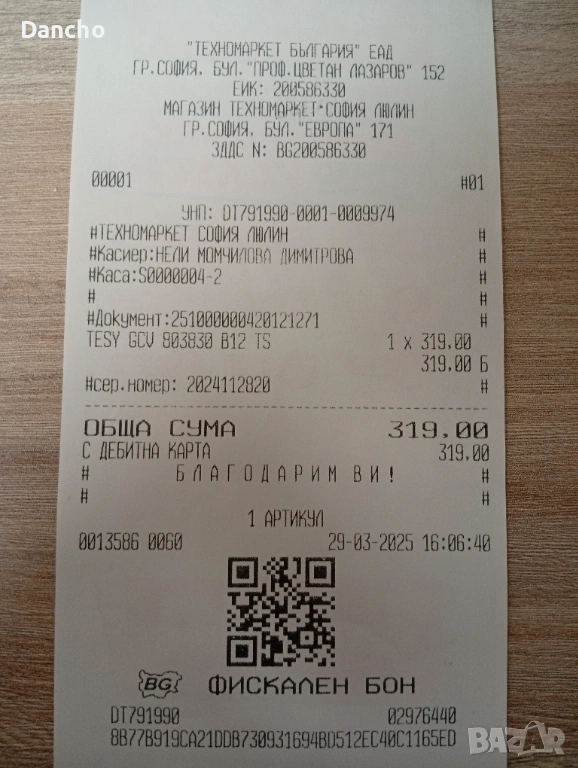 Dancho
"ТЕХНОМАРКЕТ БЪЛГАРИЯ" ЕАД
ГР.СОФИЯ, БУЛ."ПРОФ.ЦВЕТАН ЛАЗАРОВ" 152
ЕИК: 200586330
МАГАЗИН ТЕХНОМАРКЕТ*СОФИЯ ЛЮЛИН
ГР.СОФИЯ, БУЛ."ЕВРОПА" 171
ЗДДС N: BG200586330
00001 #01
УНП: DT791990-0001-0009974
#ТЕХНОМАРКЕТ СОФИЯ ЛЮЛИН #
#Касиер:НЕЛИ МОМЧИЛОВА ДИМИТРОВА #
#Каса:S0000004-2 #
# #
#Документ:251000000420121271 #
TESY GCV 803830 B12 TS 1 x 319,00
319,00 Б
#сер.номер: 2024112820 #
ОБЩА СУМА 319,00
С ДЕБИТНА КАРТА 319,00
# БЛАГОДАРИМ ВИ! #
# #
1 АРТИКУЛ
0013586 0060 29-03-2025 16:06:40
BG ФИСКАЛЕН БОН
DT791990 02976440
8B77B919CA21DDB730931694BD512EC40C1165ED
BAZAR